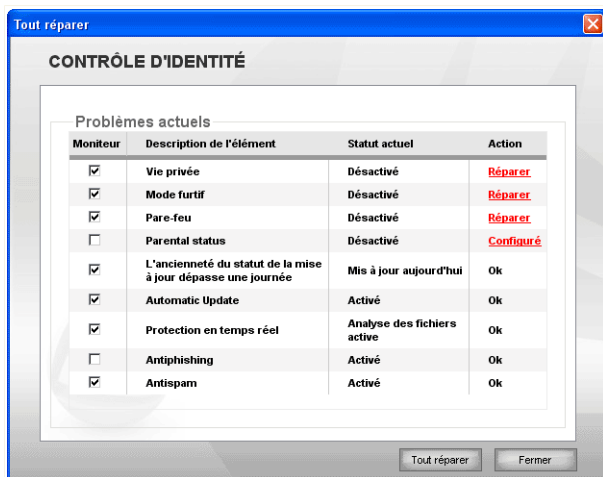 Tout réparer
CONTRÔLE D'IDENTITÉ
Problèmes actuels
Moniteur Description de l'élément Statut actuel Action
Vie privée Désactivé Réparer
Mode furtif Désactivé Réparer
Pare-feu Désactivé Réparer
Parental status Désactivé Configuré
L'ancienneté du statut de la mise
à jour dépasse une journée Mis à jour aujourd'hui Ok
Automatic Update Activé Ok
Protection en temps réel Analyse des fichiers
active Ok
Antiphishing Activé Ok
Antispam Activé Ok
Tout réparer Fermer